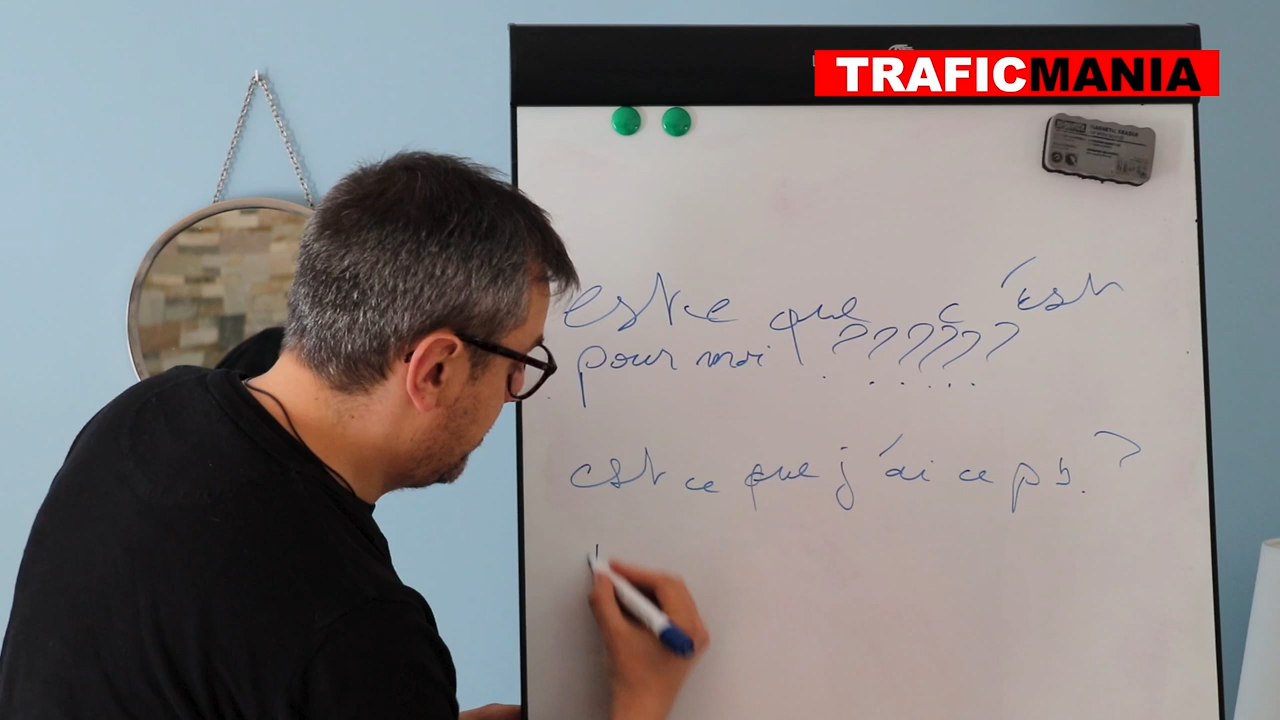 TRAFICMANIA
est ce que c'est
pour moi ??????
est ce que j'ai ce pb. ?